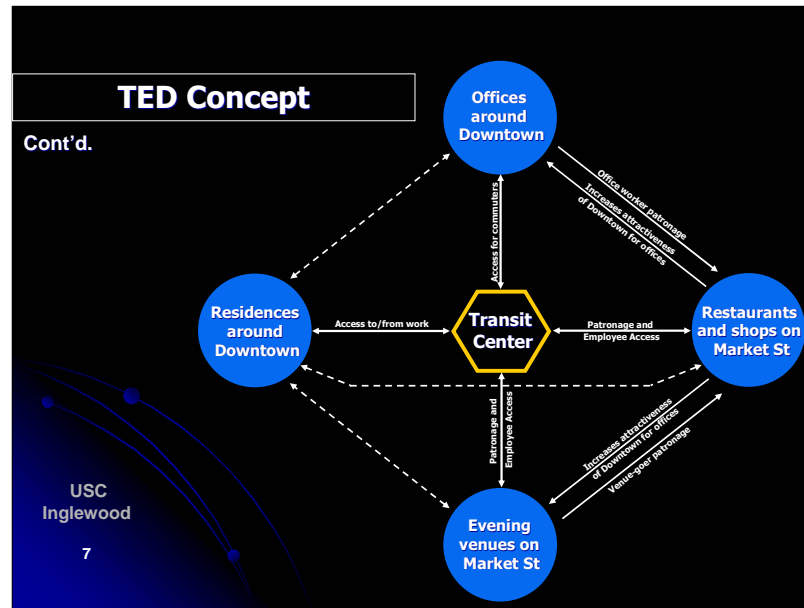 TED Concept
Cont'd.
Offices
around
Downtown
Office worker patronage
Increases attractiveness
of Downtown for offices
Access for commuters
Residences
around
Downtown
Access to/from work
Transit
Center
Patronage and
Employee Access
Restaurants
and shops on
Market St
Patronage and
Employee Access
Increases attractiveness
of Downtown for offices
Venue-goer patronage
Evening
venues on
Market St
USC
Inglewood
7